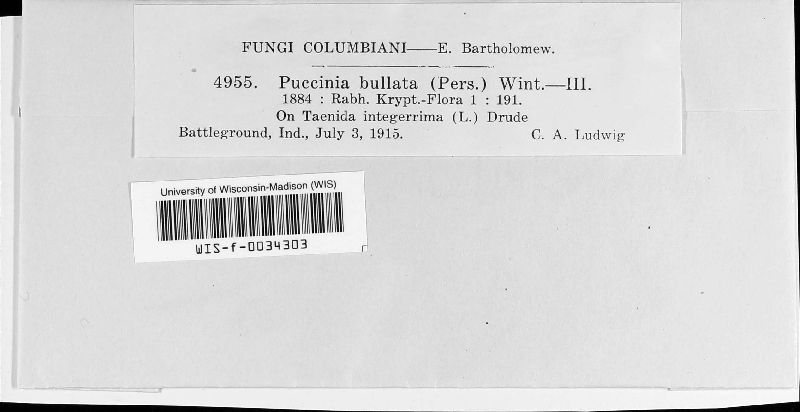 FUNGI COLUMBIANI——E. Bartholomew.
4955. Puccinia bullata (Pers.) Wint.—III.
1884 : Rabh. Krypt.-Flora 1 : 191.
On Taenida integerrima (L.) Drude
Battleground, Ind., July 3, 1915. C. A. Ludwig
University of Wisconsin-Madison (WIS)
WIS-f-0034303